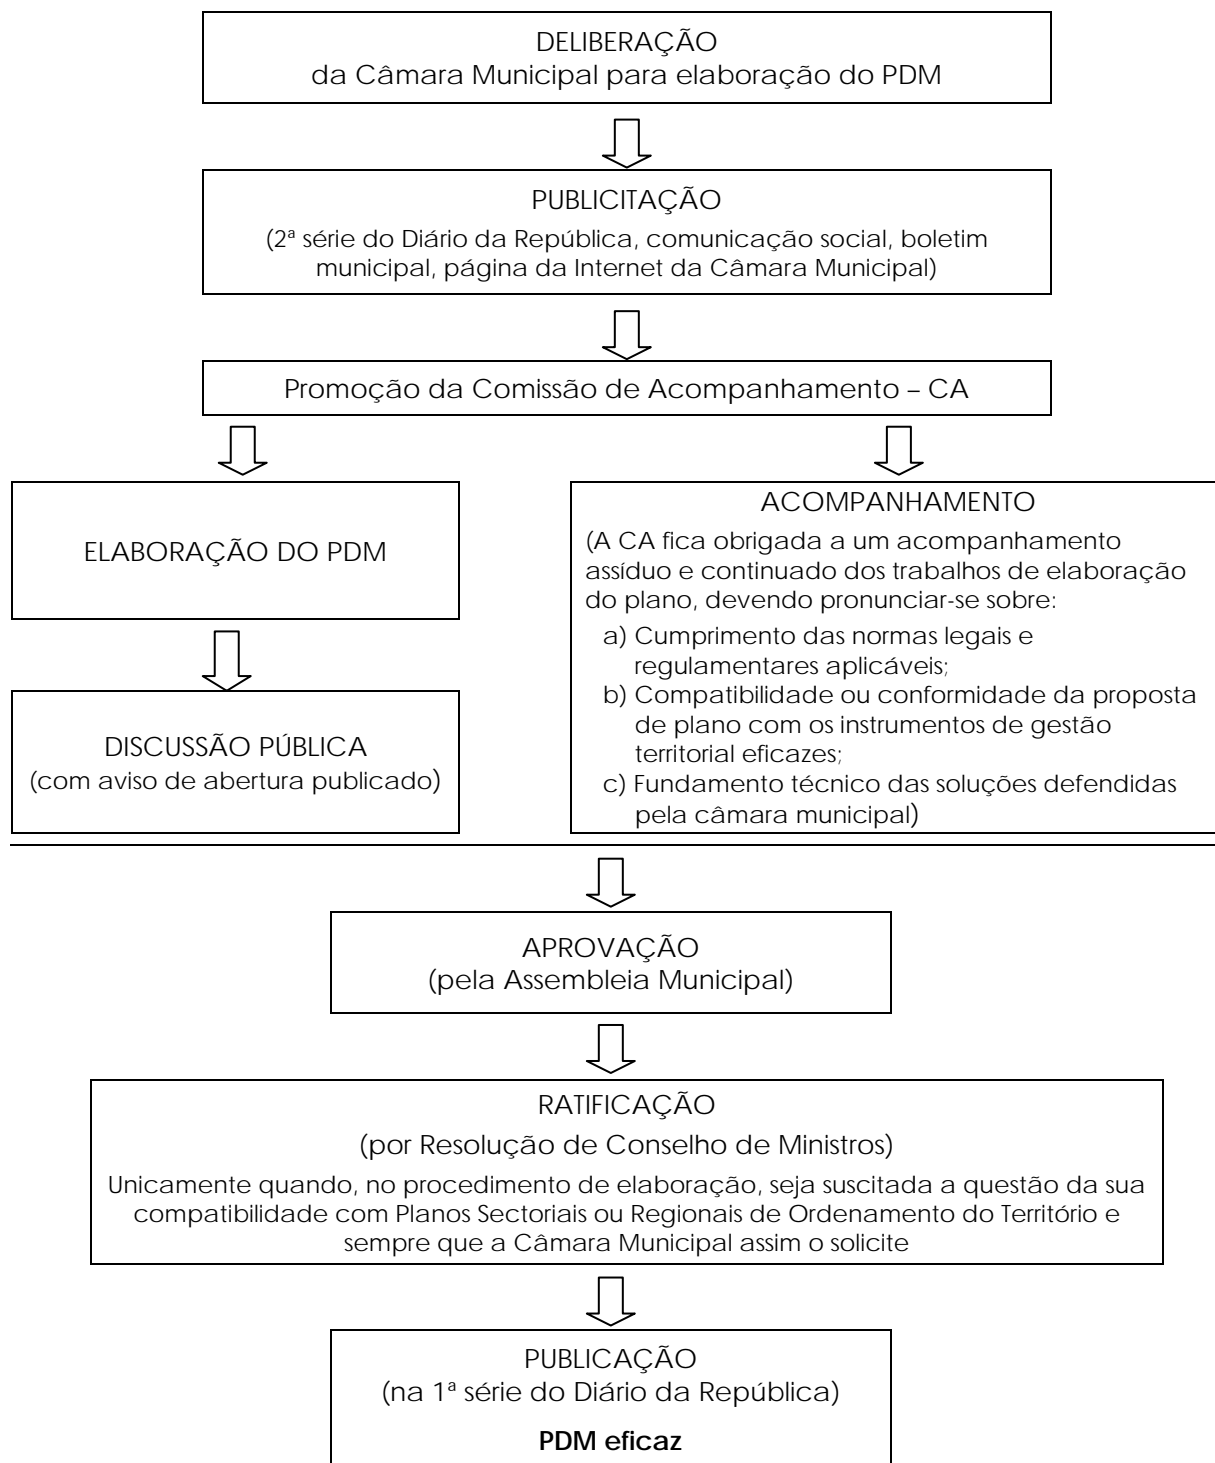 DELIBERAÇÃO
da Câmara Municipal para elaboração do PDM
PUBLICITAÇÃO
(2ª série do Diário da República, comunicação social, boletim
municipal, página da Internet da Câmara Municipal)
Promoção da Comissão de Acompanhamento – CA
ELABORAÇÃO DO PDM
DISCUSSÃO PÚBLICA
(com aviso de abertura publicado)
ACOMPANHAMENTO
(A CA fica obrigada a um acompanhamento
assíduo e continuado dos trabalhos de elaboração
do plano, devendo pronunciar-se sobre:
a) Cumprimento das normas legais e
regulamentares aplicáveis;
b) Compatibilidade ou conformidade da proposta
de plano com os instrumentos de gestão
territorial eficazes;
c) Fundamento técnico das soluções defendidas
pela câmara municipal)
APROVAÇÃO
(pela Assembleia Municipal)
RATIFICAÇÃO
(por Resolução de Conselho de Ministros)
Unicamente quando, no procedimento de elaboração, seja suscitada a questão da sua
compatibilidade com Planos Sectoriais ou Regionais de Ordenamento do Território e
sempre que a Câmara Municipal assim o solicite
PUBLICAÇÃO
(na 1ª série do Diário da República)
PDM eficaz